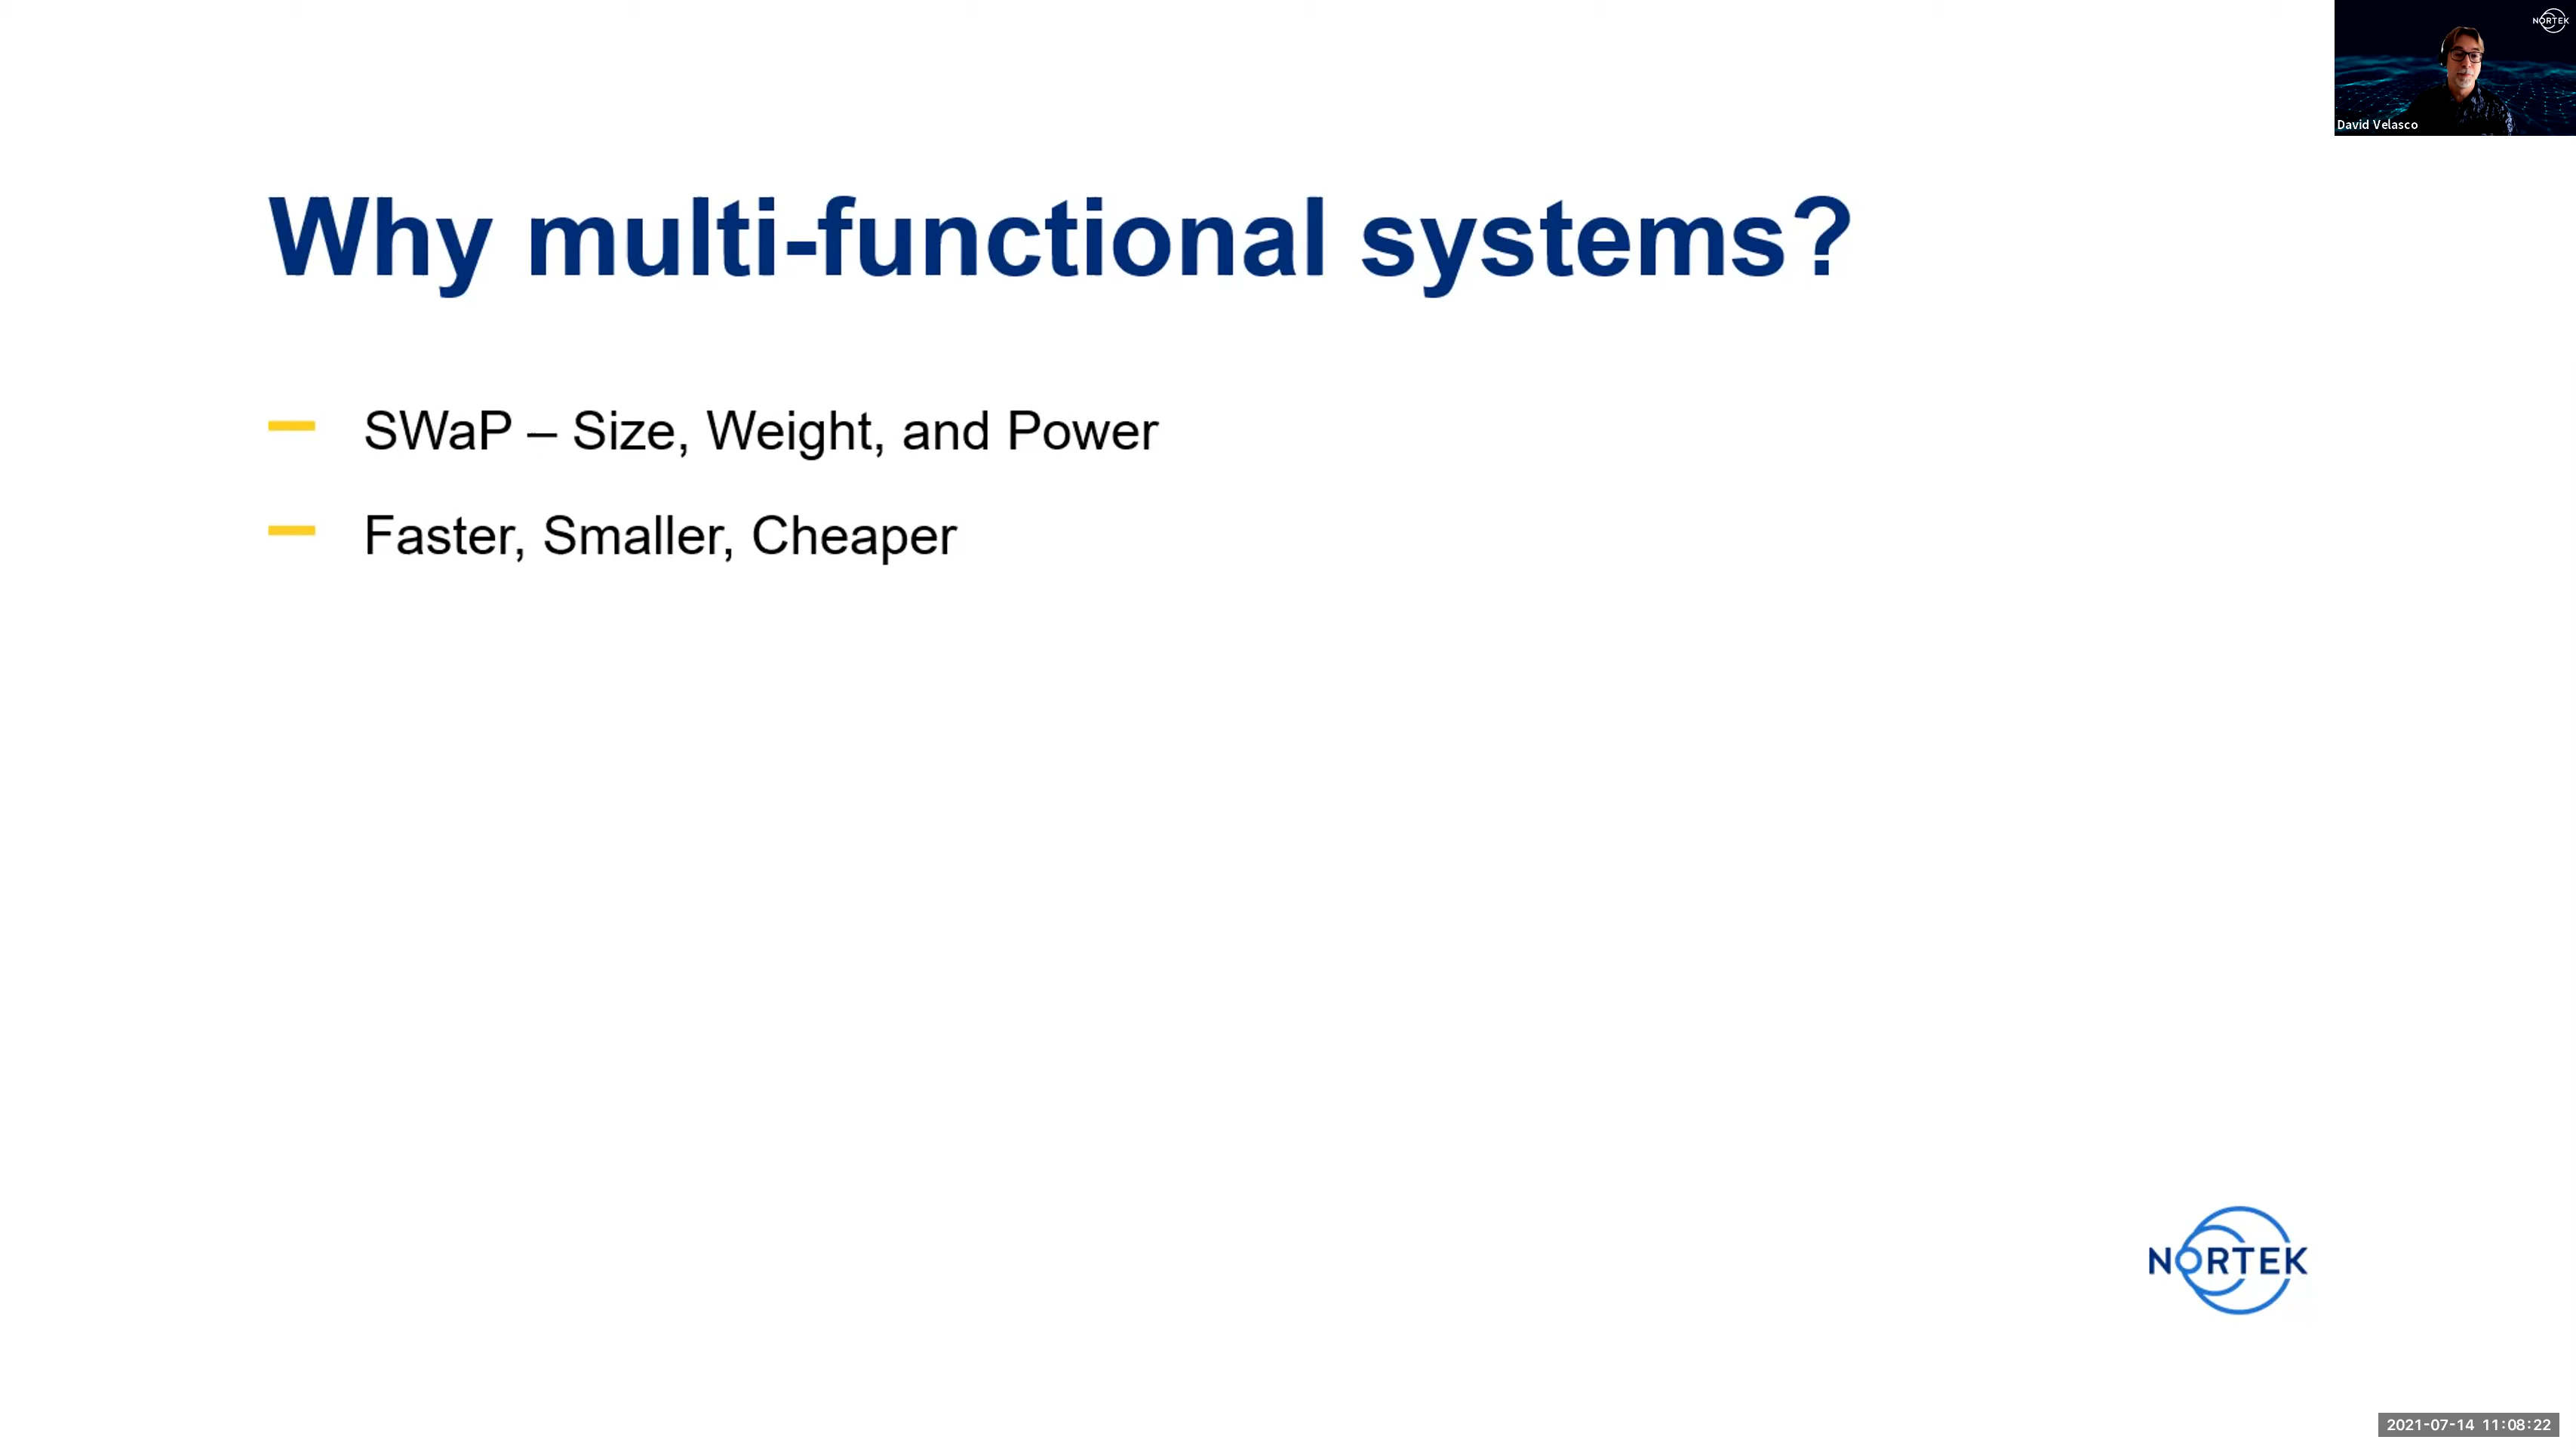 NORTEK
David Velasco
Why multi-functional systems?
SWaP – Size, Weight, and Power
Faster, Smaller, Cheaper
NORTEK
2021-07-14 11:08:22